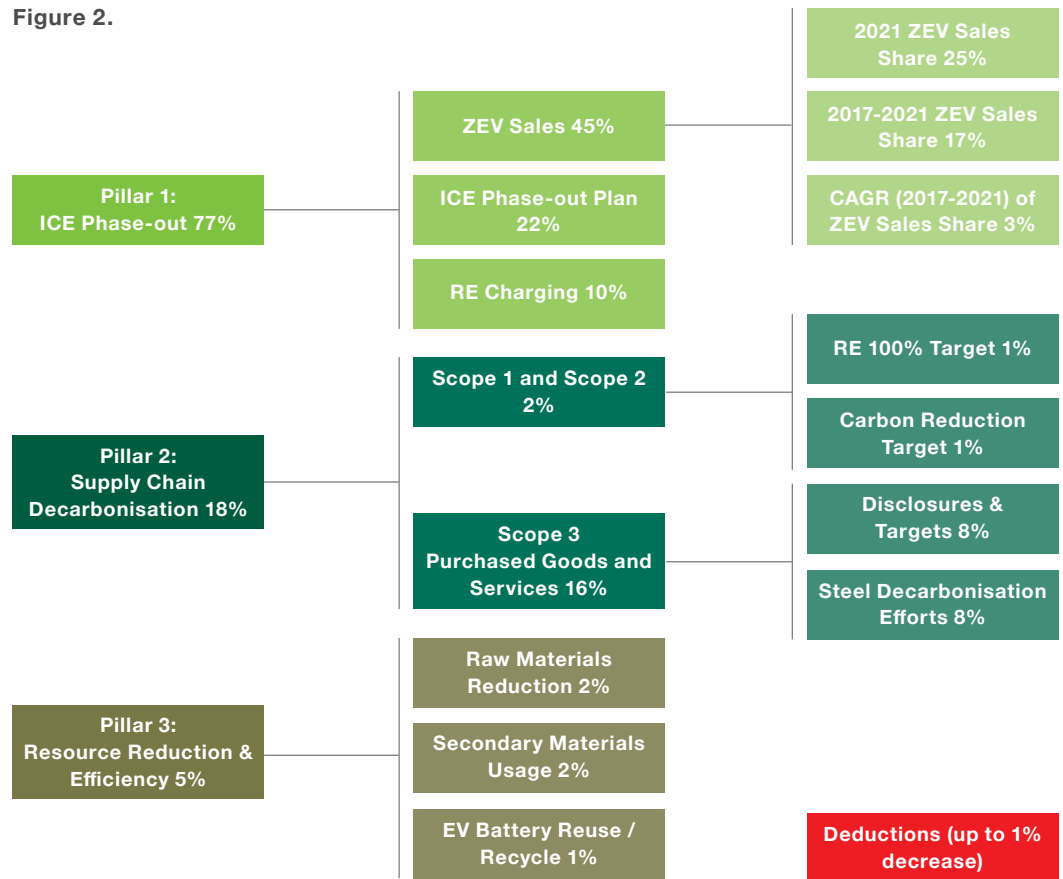 Figure 2.
Pillar 1:
ICE Phase-out 77%
ZEV Sales 45%
2021 ZEV Sales
Share 25%
2017-2021 ZEV Sales
Share 17%
CAGR (2017-2021) of
ZEV Sales Share 3%
ICE Phase-out Plan
22%
RE Charging 10%
Pillar 2:
Supply Chain
Decarbonisation 18%
Scope 1 and Scope 2
2%
RE 100% Target 1%
Carbon Reduction
Target 1%
Scope 3
Purchased Goods and
Services 16%
Disclosures &
Targets 8%
Steel Decarbonisation
Efforts 8%
Pillar 3:
Resource Reduction &
Efficiency 5%
Raw Materials
Reduction 2%
Secondary Materials
Usage 2%
EV Battery Reuse /
Recycle 1%
Deductions (up to 1%
decrease)